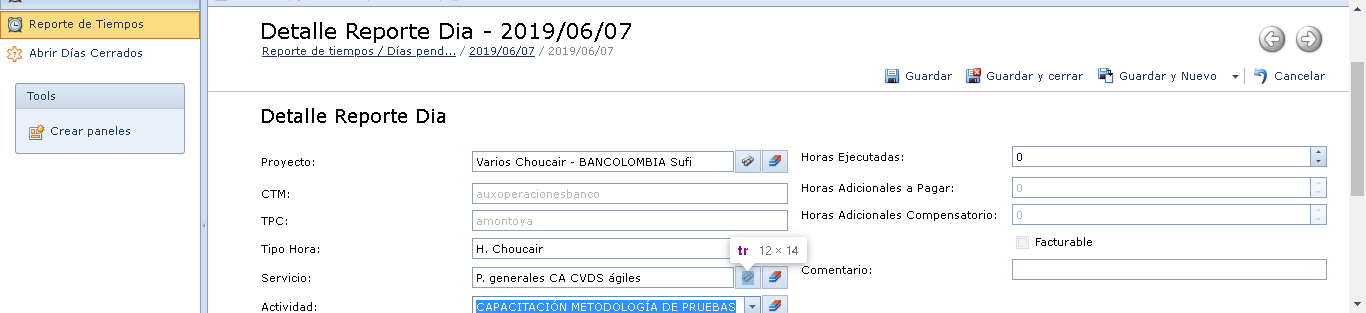 Reporte de Tiempos
Abrir Días Cerrados
Tools
Crear paneles
Detalle Reporte Dia - 2019/06/07
Reporte de tiempos / Días pend... / 2019/06/07 / 2019/06/07
Guardar Guardar y cerrar Guardar y Nuevo Cancelar
Detalle Reporte Dia
Proyecto: Varios Choucair - BANCOLOMBIA Sufi
CTM: auxoperacionesbanco
TPC: amontoya
Tipo Hora: H. Choucair
tr 12 × 14
Servicio: P. generales CA CVDS ágiles
Actividad: CAPACITACIÓN METODOLOGÍA DE PRUEBAS
Horas Ejecutadas: 0
Horas Adicionales a Pagar: 0
Horas Adicionales Compensatorio: 0
Facturable
Comentario: